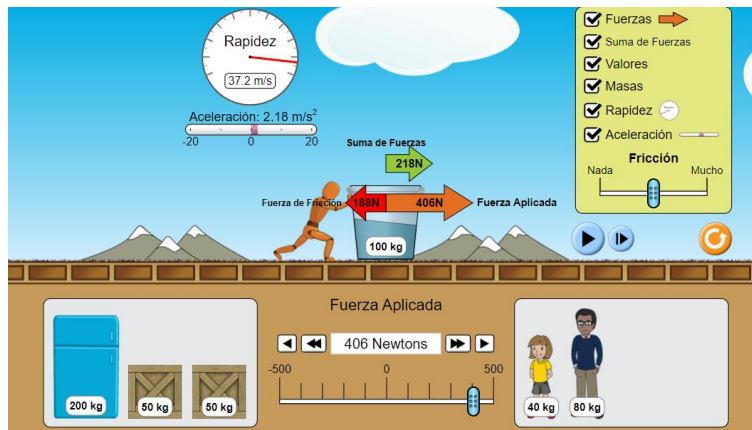 Rapidez
37.2 m/s
Aceleración: 2.18 m/s²
-20 0 20
Suma de Fuerzas
218N
Fuerza de Fricción
188N
406N
Fuerza Aplicada
100 kg
Fuerzas
Suma de Fuerzas
Valores
Masas
Rapidez
Rapidez
Aceleración
Fricción
Nada Mucho
200 kg
50 kg
50 kg
Fuerza Aplicada
406 Newtons
-500 0 500
40 kg
80 kg